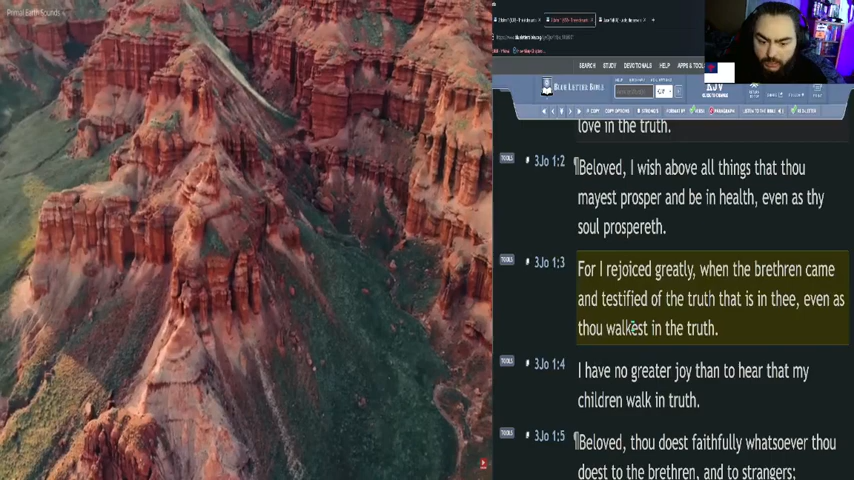 Primal Earth Sounds
SEARCH STUDY DEVOTIONALS HELP APPS & TOOLS
BLUE LETTER BIBLE
KJV
COPY COPY OPTIONS
PARAGRAPH
love in the truth.
TOOLS 3Jo 1:2 ¶Beloved, I wish above all things that thou
mayest prosper and be in health, even as thy
soul prospereth.
TOOLS 3Jo 1:3 For I rejoiced greatly, when the brethren came
and testified of the truth that is in thee, even as
thou walkest in the truth.
TOOLS 3Jo 1:4 I have no greater joy than to hear that my
children walk in truth.
TOOLS 3Jo 1:5 ¶Beloved, thou doest faithfully whatsoever thou
doest to the brethren, and to strangers;